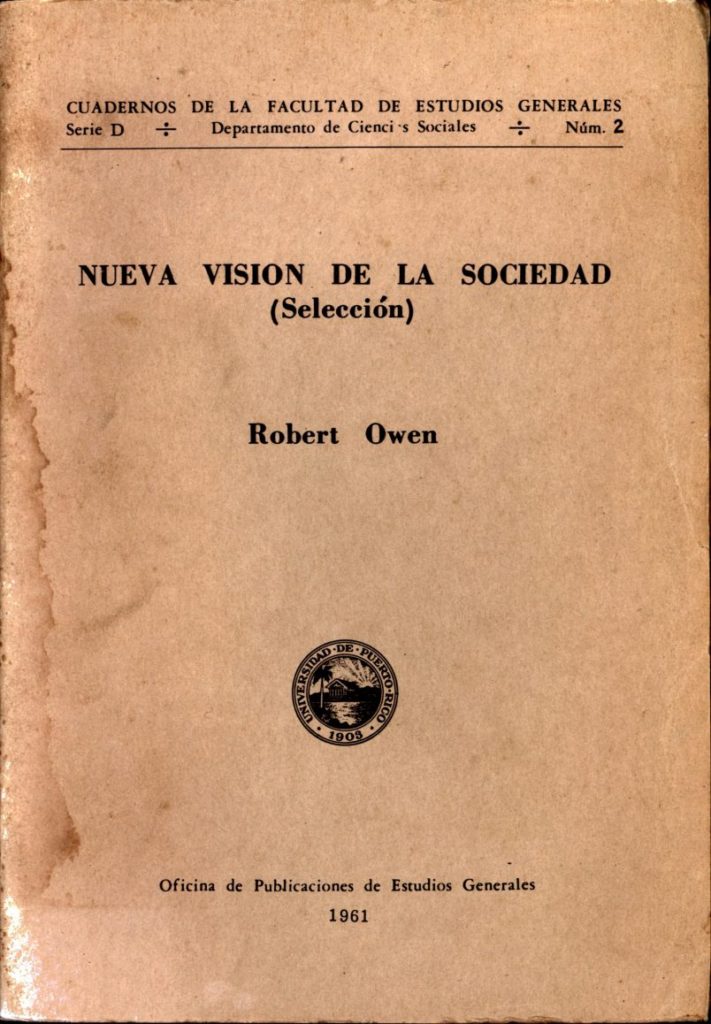 CUADERNOS DE LA FACULTAD DE ESTUDIOS GENERALES
Serie D ÷ Departamento de Cienci s Sociales ÷ Núm. 2
NUEVA VISION DE LA SOCIEDAD
(Selección)
Robert Owen
UNIVERSIDAD·DE·PUERTO·RICO
· 1903 ·
Oficina de Publicaciones de Estudios Generales
1961